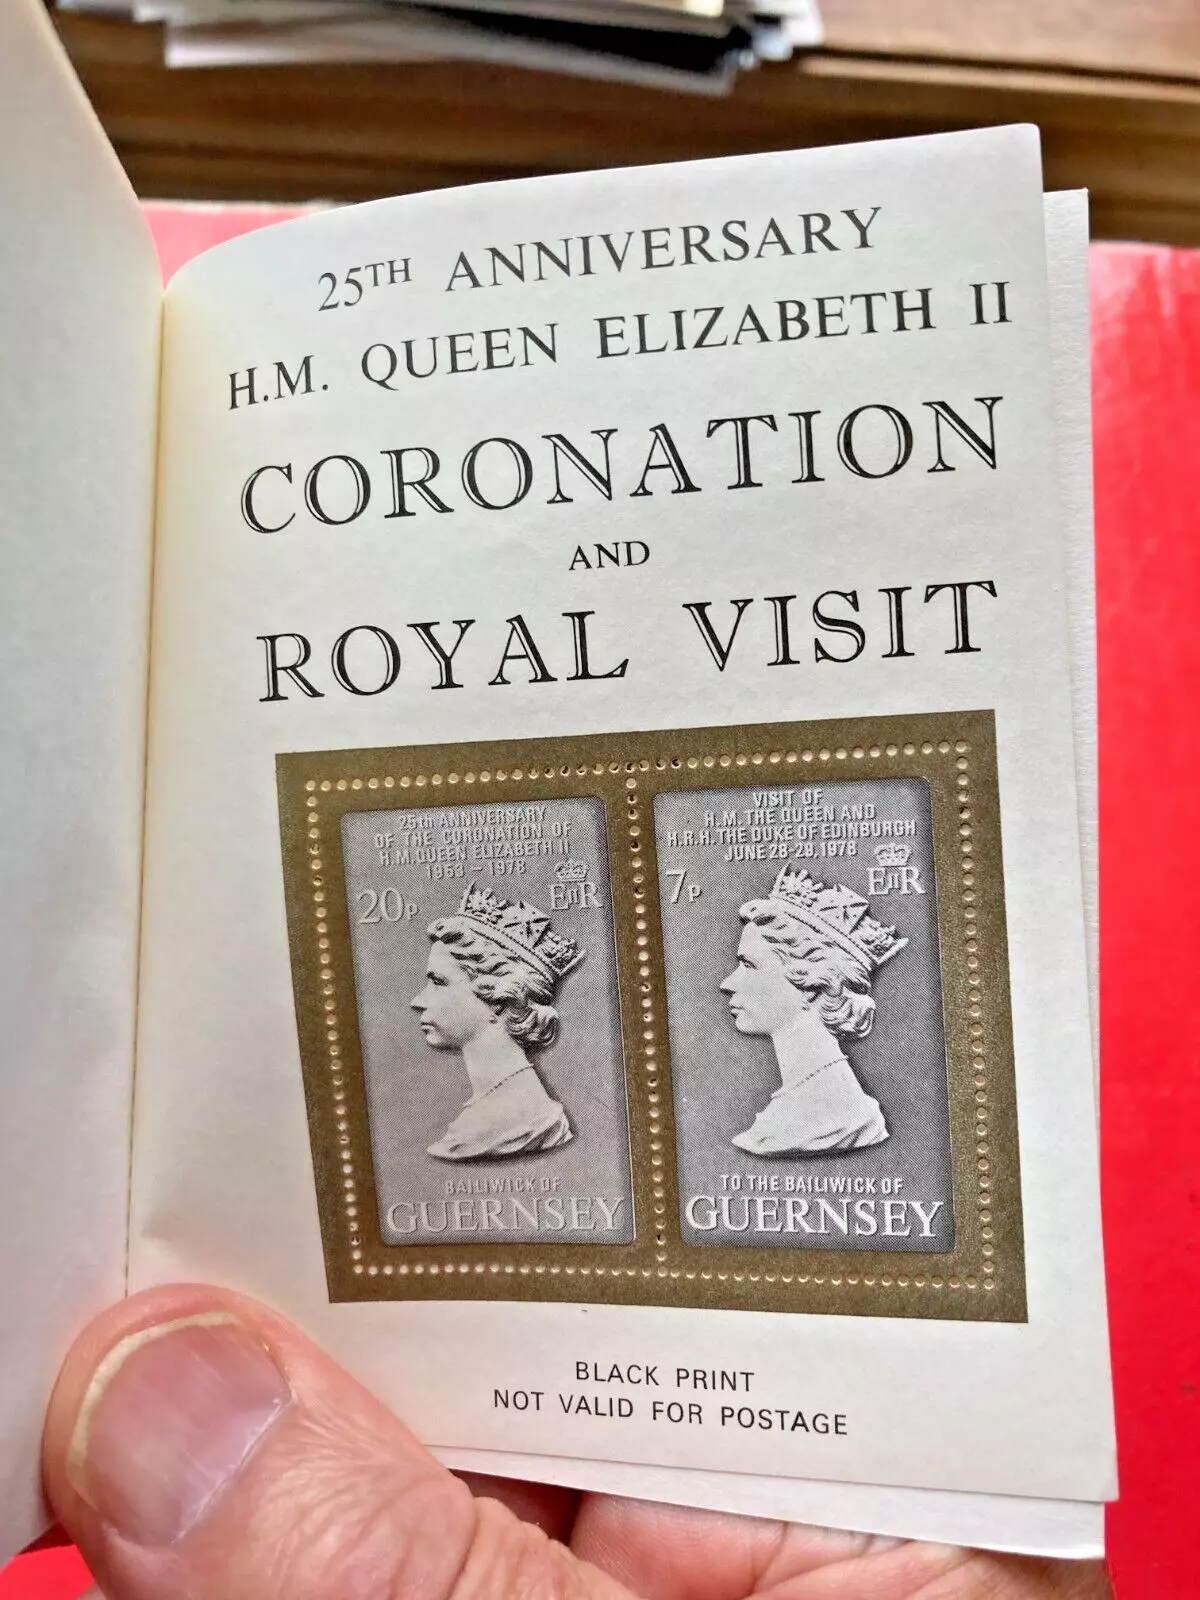 25TH ANNIVERSARY
H.M. QUEEN ELIZABETH II
CORONATION
AND
ROYAL VISIT
25th ANNIVERSARY
OF THE CORONATION OF
H.M.QUEEN ELIZABETH II
1953 - 1978
20p
EIIR
BAILIWICK OF
GUERNSEY
VISIT OF
H.M. THE QUEEN AND
H.R.H. THE DUKE OF EDINBURGH
JUNE 28-29, 1978
7p
EIIR
TO THE BAILIWICK OF
GUERNSEY
BLACK PRINT
NOT VALID FOR POSTAGE